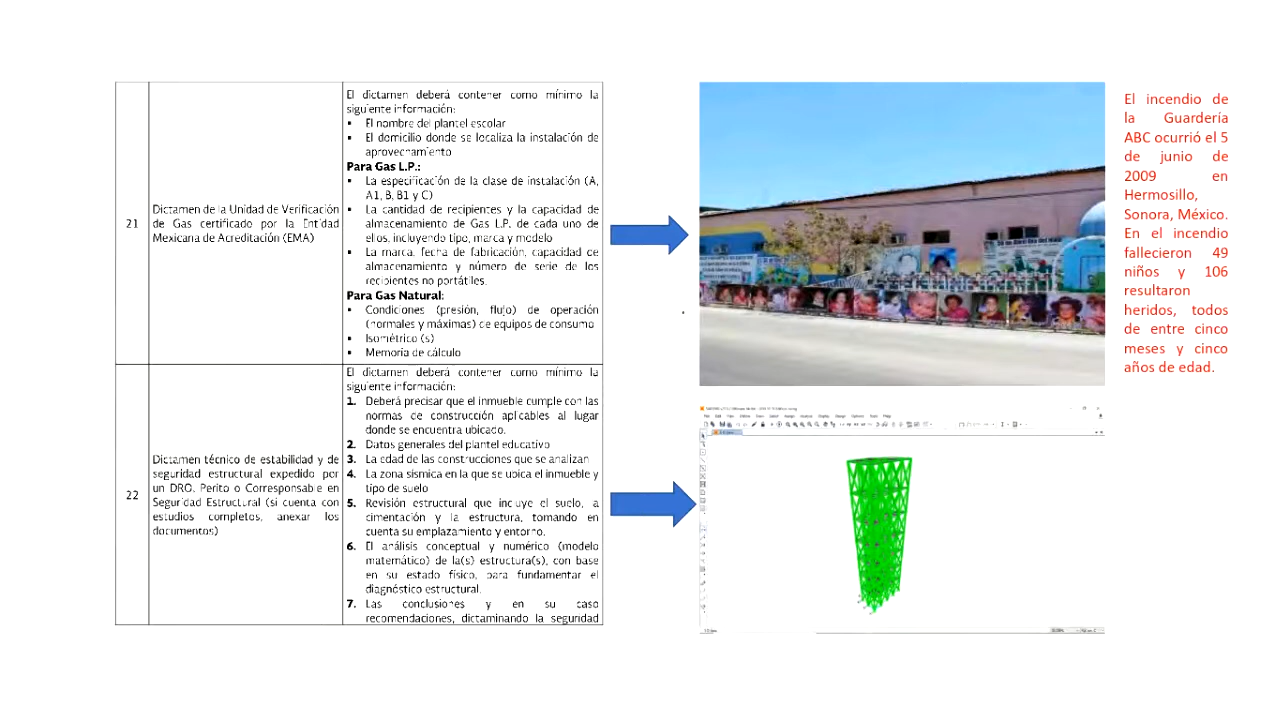 21
Dictamen de la Unidad de Verificación
de Gas certificado por la Entidad
Mexicana de Acreditación (EMA)
El dictamen deberá contener como mínimo la
siguiente información:
▪ El nombre del plantel escolar
▪ El domicilio donde se localiza la instalación de
aprovechamiento
Para Gas L.P.:
▪ La especificación de la clase de instalación (A,
A1, B, B1 y C)
▪ La cantidad de recipientes y la capacidad de
almacenamiento de Gas L.P. de cada uno de
ellos, incluyendo tipo, marca y modelo
▪ La marca, fecha de fabricación, capacidad de
almacenamiento y número de serie de los
recipientes no portátiles.
Para Gas Natural:
▪ Condiciones (presión, flujo) de operación
(normales y máximas) de equipos de consumo
▪ Isométrico (s)
▪ Memoria de cálculo
22
Dictamen técnico de estabilidad y de
seguridad estructural expedido por
un DRO, Perito o Corresponsable en
Seguridad Estructural (si cuenta con
estudios completos, anexar los
documentos)
El dictamen deberá contener como mínimo la
siguiente información:
1. Deberá precisar que el inmueble cumple con las
normas de construcción aplicables al lugar
donde se encuentra ubicado.
2. Datos generales del plantel educativo
3. La edad de las construcciones que se analizan
4. La zona sísmica en la que se ubica el inmueble y
tipo de suelo
5. Revisión estructural que incluye el suelo, a
cimentación y la estructura, tomando en
cuenta su emplazamiento y entorno.
6. El análisis conceptual y numérico (modelo
matemático) de la(s) estructura(s), con base
en su estado físico, para fundamentar el
diagnóstico estructural.
7. Las conclusiones y en su caso
recomendaciones, dictaminando la seguridad
El incendio de
la Guardería
ABC ocurrió el 5
de junio de
2009 en
Hermosillo,
Sonora, México.
En el incendio
fallecieron 49
niños y 106
resultaron
heridos, todos
de entre cinco
meses y cinco
años de edad.